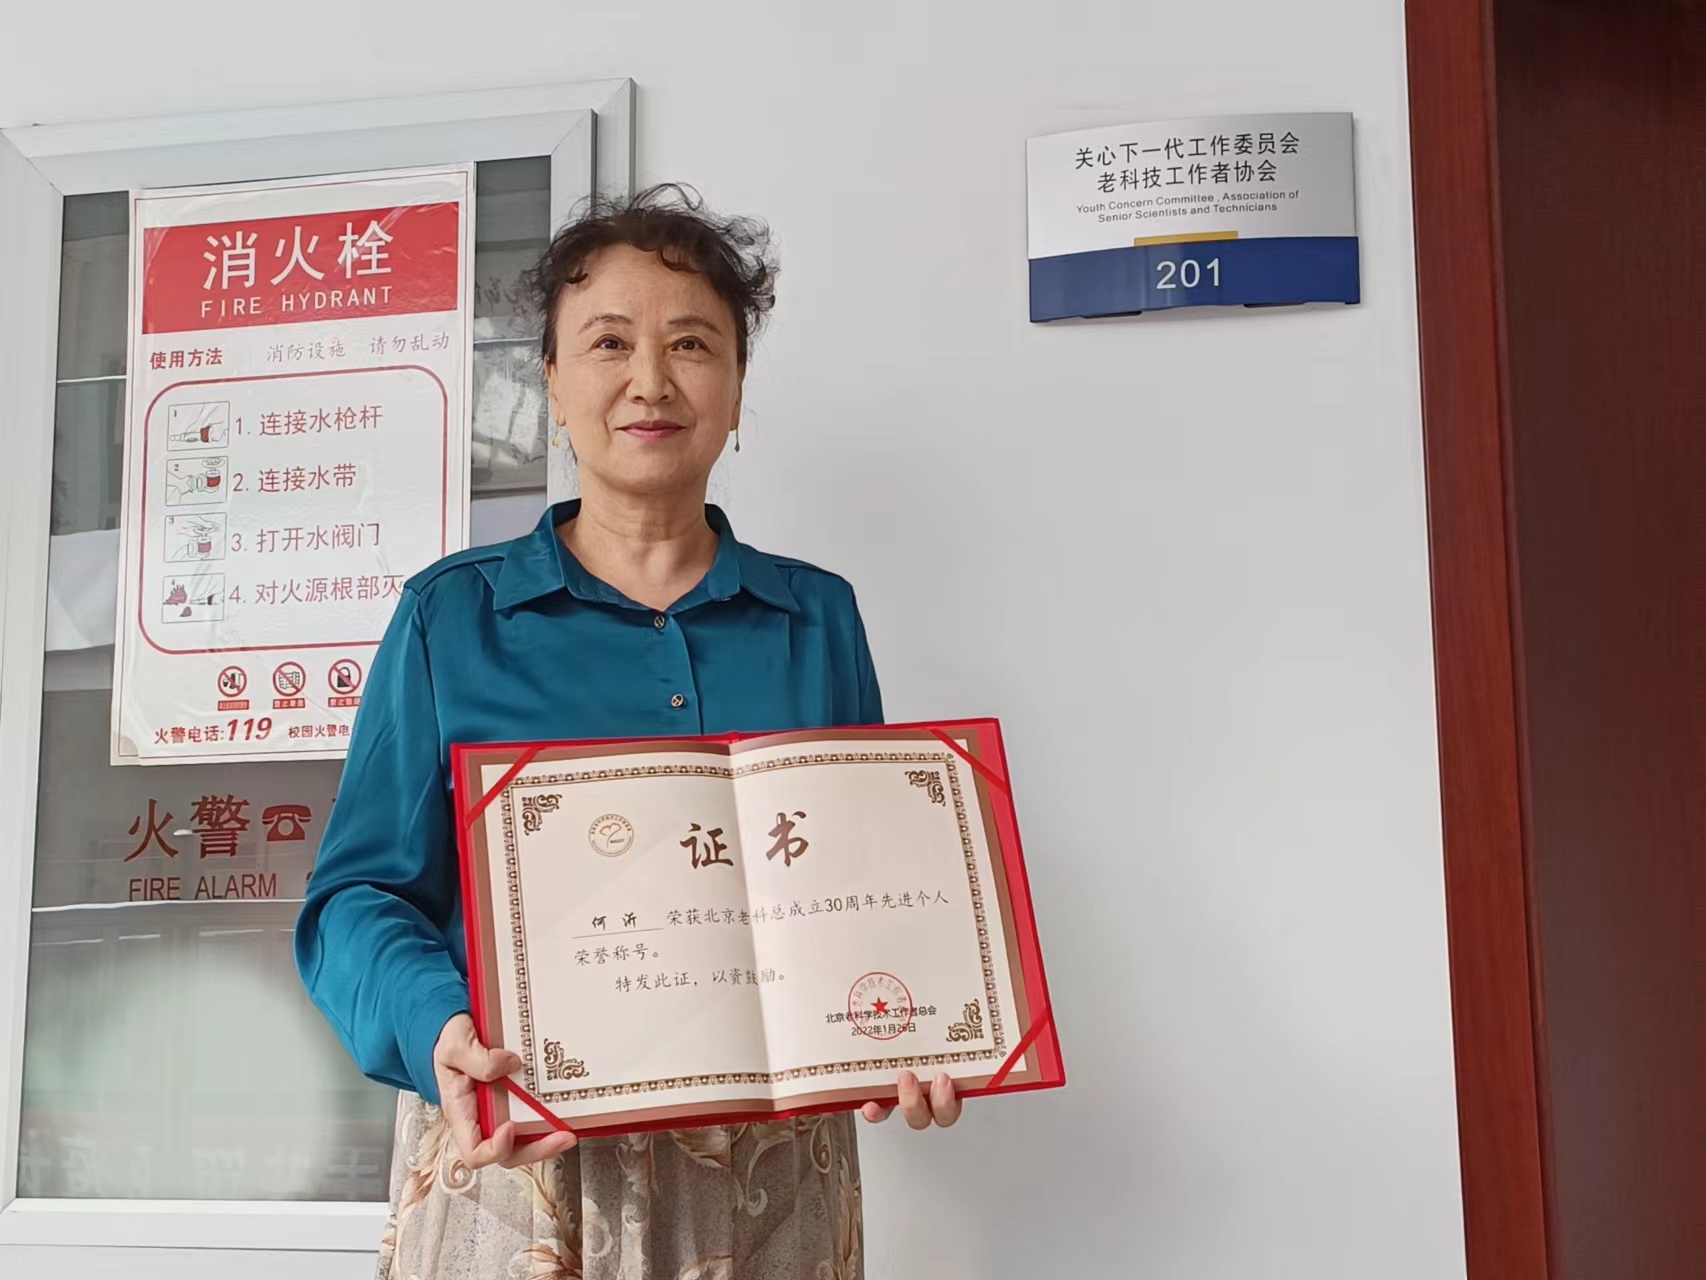 消火栓
FIRE HYDRANT
使用方法
消防设施 请勿乱动
1. 连接水枪杆
2. 连接水带
3. 打开水阀门
4. 对火源根部灭
火警电话:119 校园火警电
火警
FIRE ALARM
关心下一代工作委员会
老科技工作者协会
Youth Concern Committee , Association of
Senior Scientists and Technicians
201
证书
何沂 荣获北京老科总成立30周年先进个人
荣誉称号。
特发此证，以资鼓励。
北京老科学技术工作者总会
2022年1月26日